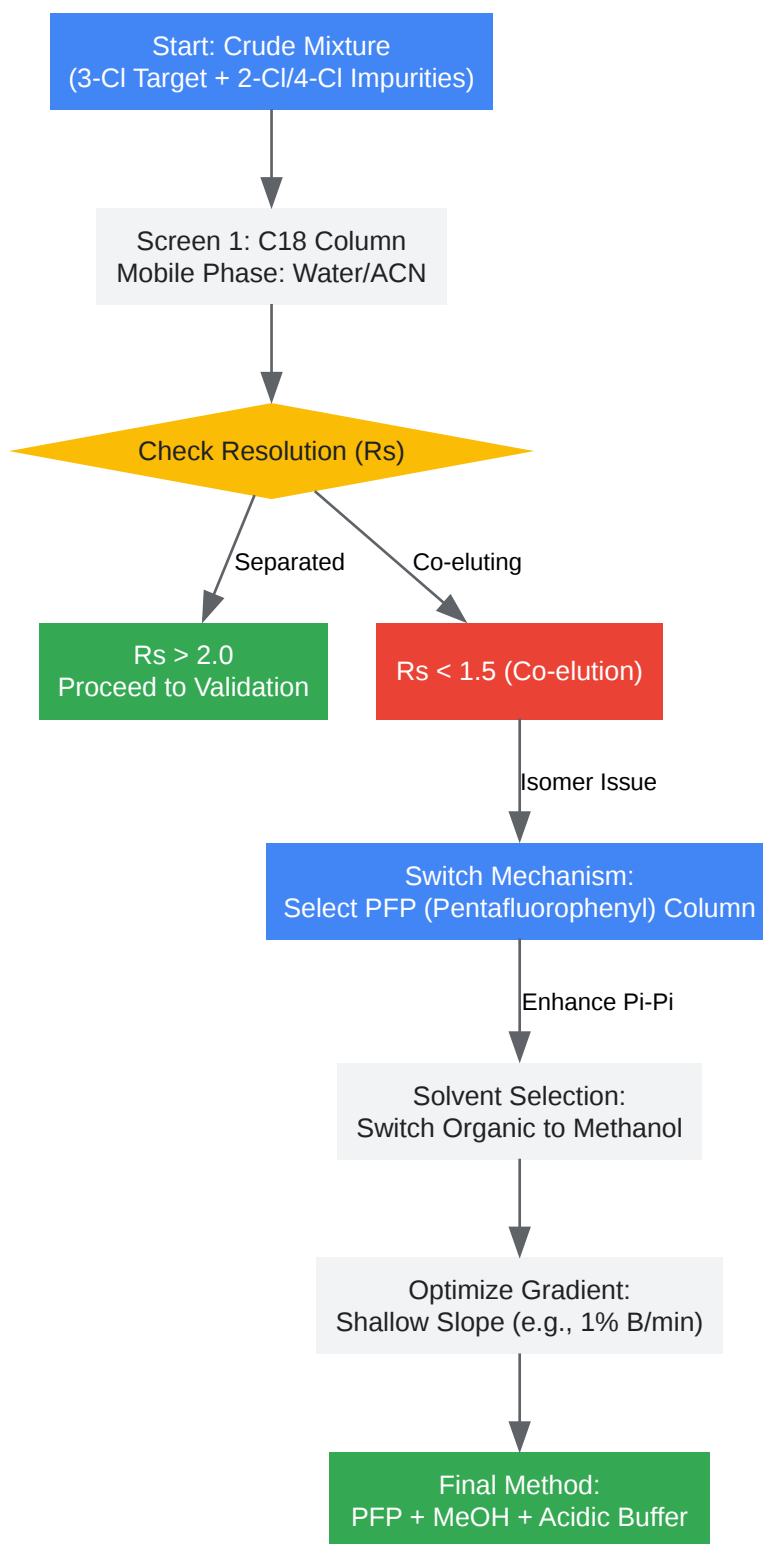 Start: Crude Mixture
(3-Cl Target + 2-Cl/4-Cl Impurities)
Screen 1: C18 Column
Mobile Phase: Water/ACN
Check Resolution (Rs)
Separated
Co-eluting
Rs > 2.0
Proceed to Validation
Rs < 1.5 (Co-elution)
Isomer Issue
Switch Mechanism:
Select PFP (Pentafluorophenyl) Column
Enhance Pi-Pi
Solvent Selection:
Switch Organic to Methanol
Optimize Gradient:
Shallow Slope (e.g., 1% B/min)
Final Method:
PFP + MeOH + Acidic Buffer